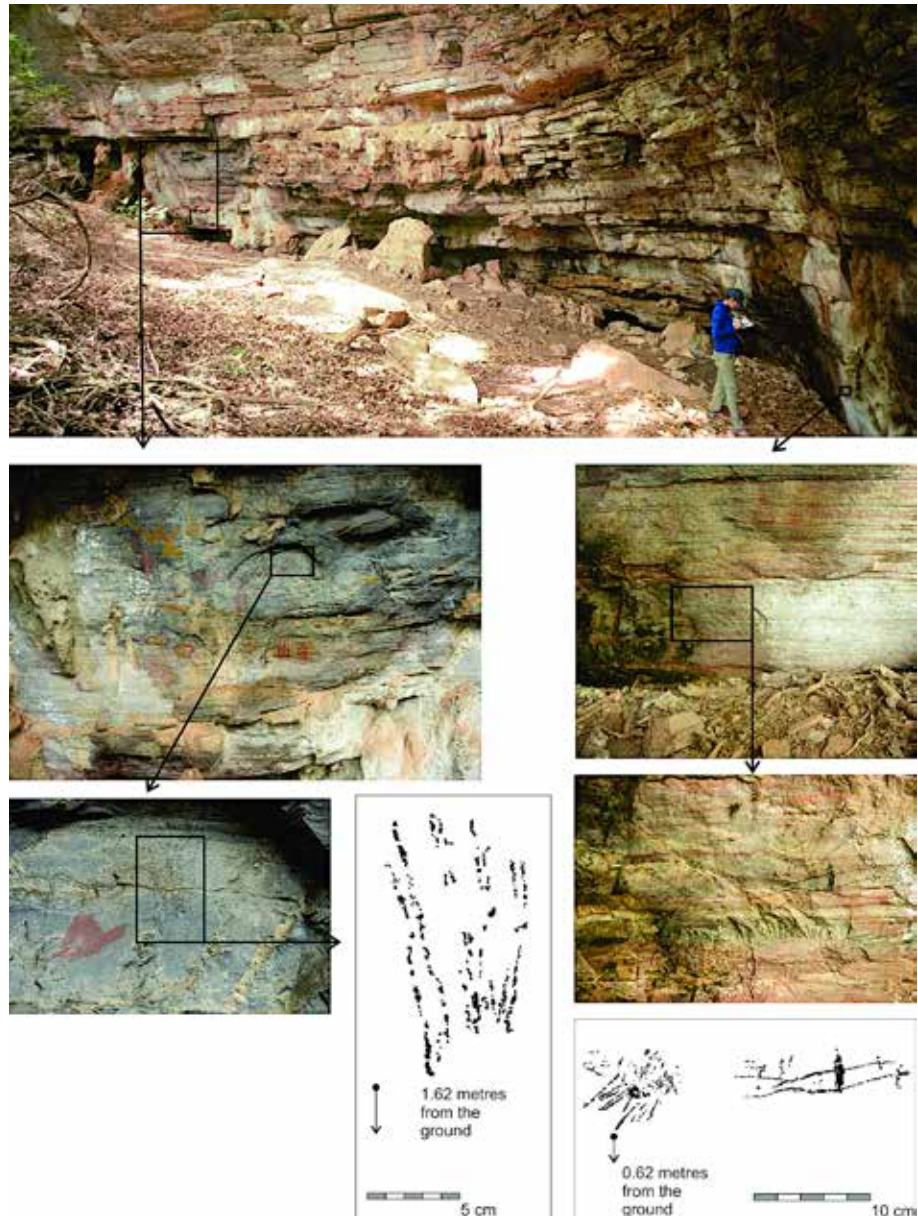 1.62 metres
from the
ground
5 cm
0.62 metres
from the
ground
10 cm